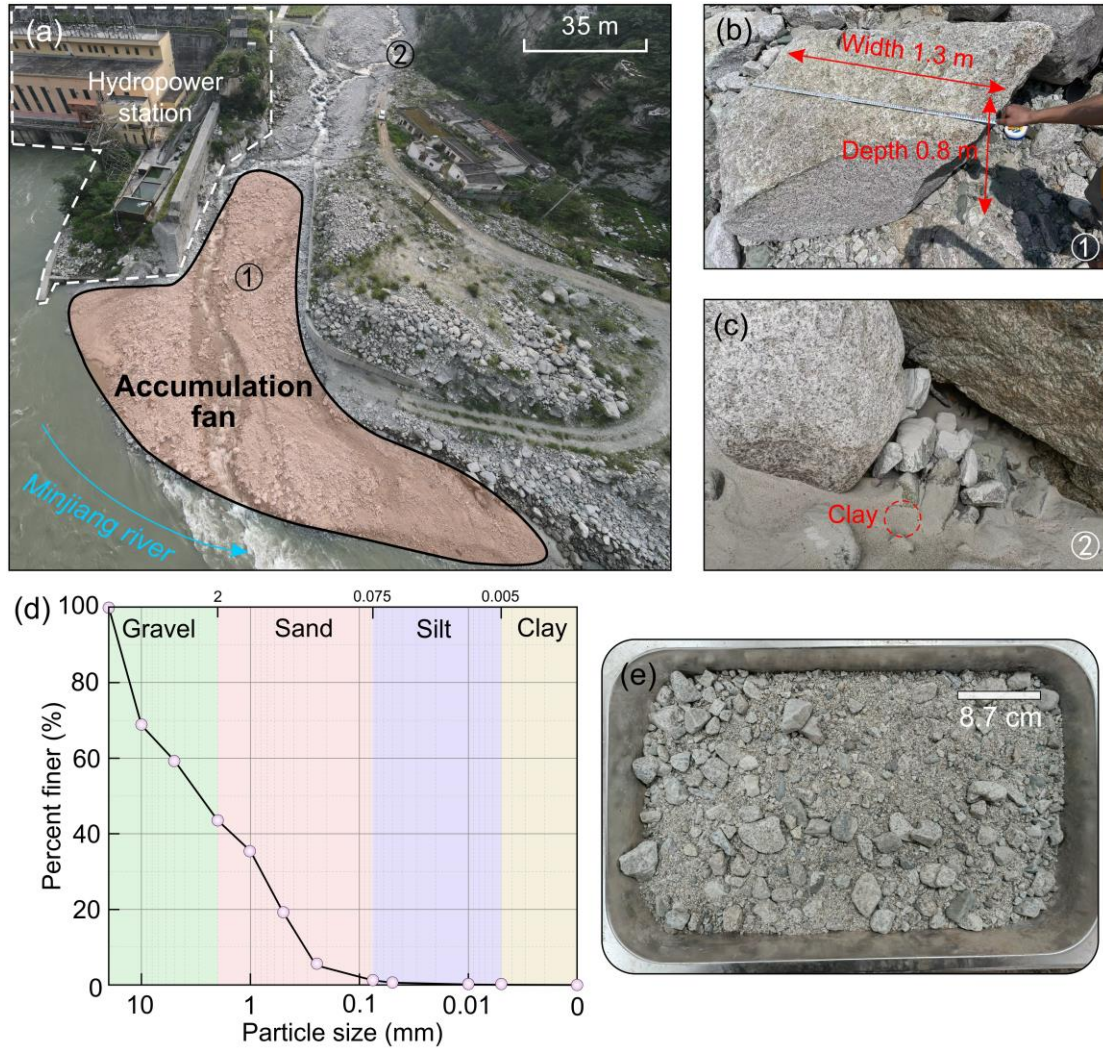 (a)
Hydropower
station
②
35 m
①
Accumulation
fan
Minjiang river
(b)
Width 1.3 m
Depth 0.8 m
①
(c)
Clay
②
(d)
2
0.075
0.005
Gravel
Sand
Silt
Clay
100
80
60
40
20
0
Percent finer (%)
10
1
0.1
0.01
0
Particle size (mm)
(e)
8.7 cm